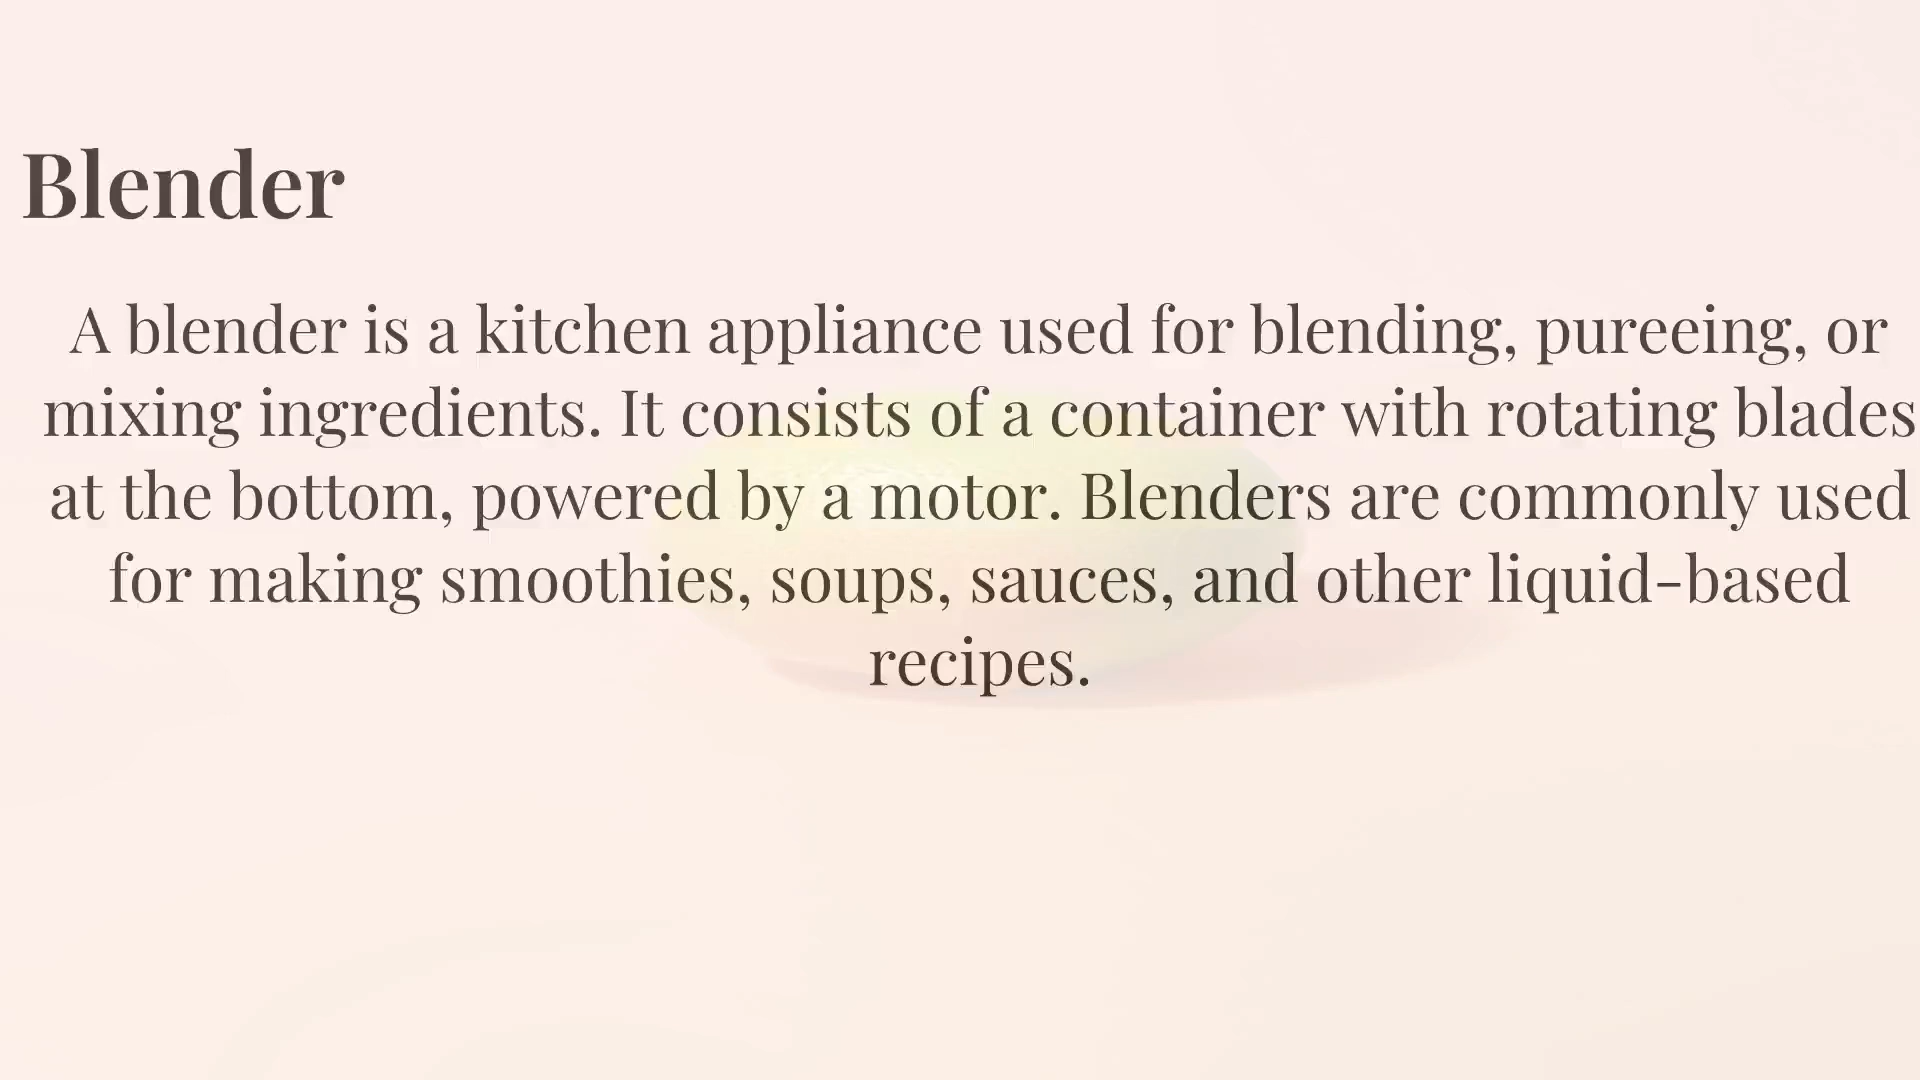 Blender
A blender is a kitchen appliance used for blending, pureeing, or
mixing ingredients. It consists of a container with rotating blades
at the bottom, powered by a motor. Blenders are commonly used
for making smoothies, soups, sauces, and other liquid-based
recipes.